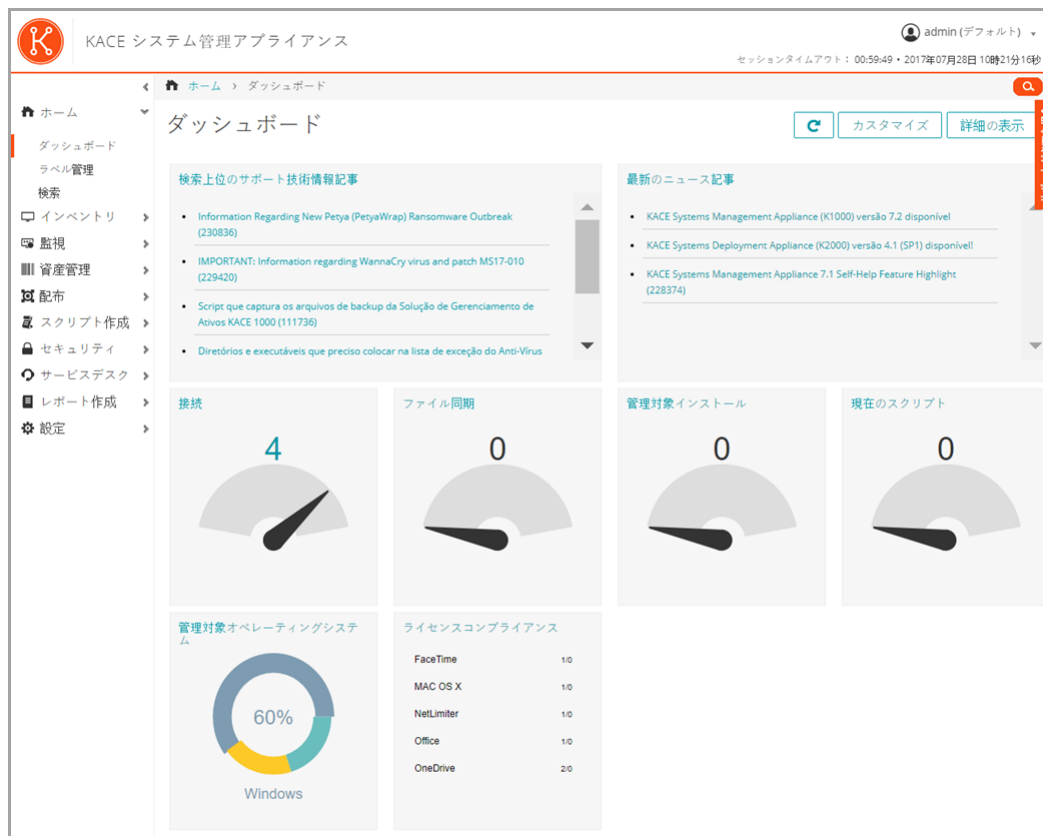 KACE システム管理アプライアンス
admin (デフォルト)
セッションタイムアウト： 00:59:49 • 2017年07月28日 10時21分16秒
ホーム › ダッシュボード
ホーム
ダッシュボード
ラベル管理
検索
インベントリ
監視
資産管理
配布
スクリプト作成
セキュリティ
サービスデスク
レポート作成
設定
ダッシュボード
カスタマイズ
詳細の表示
検索上位のサポート技術情報記事
• Information Regarding New Petya (PetyaWrap) Ransomware Outbreak
(230836)
• IMPORTANT: Information regarding WannaCry virus and patch MS17-010
(229420)
• Script que captura os arquivos de backup da Solução de Gerenciamento de
Ativos KACE 1000 (111736)
• Diretórios e executáveis que preciso colocar na lista de exceção do Anti-Vírus
最新のニュース記事
• KACE Systems Management Appliance (K1000) versão 7.2 disponível
• KACE Systems Deployment Appliance (K2000) versão 4.1 (SP1) disponível!
• KACE Systems Management Appliance 7.1 Self-Help Feature Highlight
(228374)
接続
4
ファイル同期
0
管理対象インストール
0
現在のスクリプト
0
管理対象オペレーティングシステ
ム
60%
Windows
ライセンスコンプライアンス
FaceTime 1/0
MAC OS X 1/0
NetLimiter 1/0
Office 1/0
OneDrive 2/0